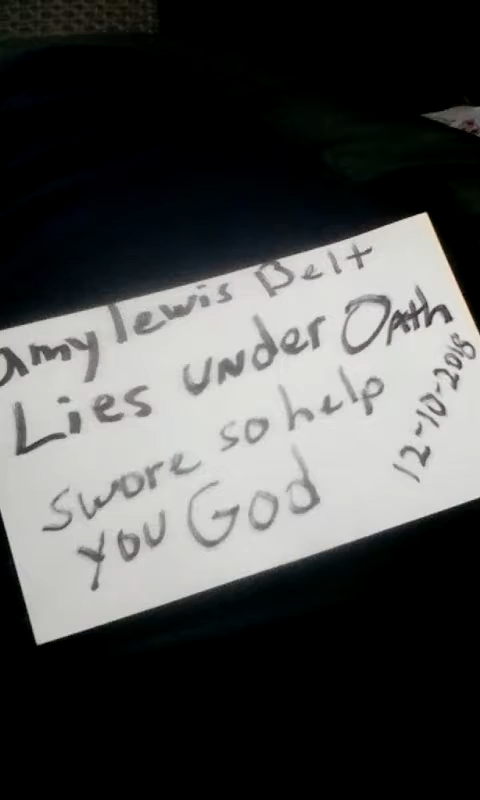 amy lewis Belt
Lies under Oath
swore so help
you God
12-10-2018